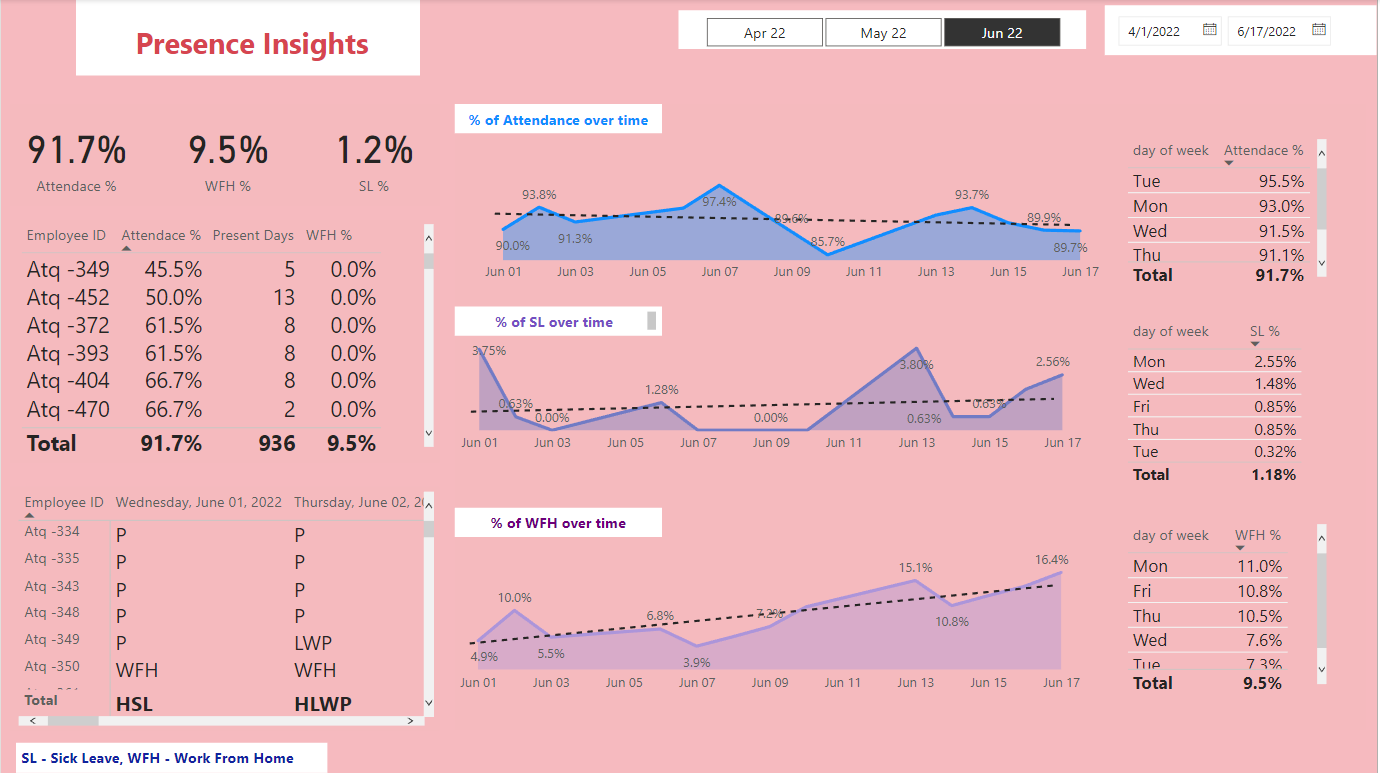 Presence Insights
Apr 22 May 22 Jun 22
4/1/2022 6/17/2022
91.7% 9.5% 1.2%
Attendace % WFH % SL %
Employee ID Attendace % Present Days WFH %
Atq -349 45.5% 5 0.0%
Atq -452 50.0% 13 0.0%
Atq -372 61.5% 8 0.0%
Atq -393 61.5% 8 0.0%
Atq -404 66.7% 8 0.0%
Atq -470 66.7% 2 0.0%
Total 91.7% 936 9.5%
Employee ID Wednesday, June 01, 2022 Thursday, June 02,
Atq -334 P P
Atq -335 P P
Atq -343 P P
Atq -348 P P
Atq -349 P LWP
Atq -350 WFH WFH
Total HSL HLWP
SL - Sick Leave, WFH - Work From Home
% of Attendance over time
90.0% 93.8% 91.3% 97.4% 89.6% 85.7% 93.7% 89.9% 89.7%
Jun 01 Jun 03 Jun 05 Jun 07 Jun 09 Jun 11 Jun 13 Jun 15 Jun 17
% of SL over time
3.75% 0.63% 0.00% 1.28% 0.00% 3.80% 0.63% 0.63% 2.56%
Jun 01 Jun 03 Jun 05 Jun 07 Jun 09 Jun 11 Jun 13 Jun 15 Jun 17
% of WFH over time
4.9% 10.0% 5.5% 6.8% 3.9% 7.2% 15.1% 10.8% 16.4%
Jun 01 Jun 03 Jun 05 Jun 07 Jun 09 Jun 11 Jun 13 Jun 15 Jun 17
day of week Attendace %
Tue 95.5%
Mon 93.0%
Wed 91.5%
Thu 91.1%
Total 91.7%
day of week SL %
Mon 2.55%
Wed 1.48%
Fri 0.85%
Thu 0.85%
Tue 0.32%
Total 1.18%
day of week WFH %
Mon 11.0%
Fri 10.8%
Thu 10.5%
Wed 7.6%
Tue 7.3%
Total 9.5%